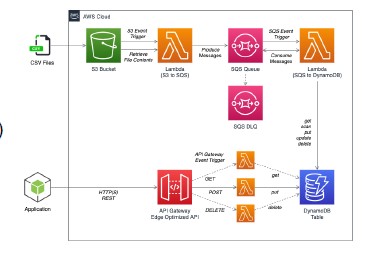 AWS Cloud
CSV
CSV Files
S3 Event
Trigger
Retrieve
File Contents
S3 Bucket
Lambda
(S3 to SQS)
Produce
Messages
SQS Queue
SQS Event
Trigger
Consume
Messages
Lambda
(SQS to DynamoDB)
SQS DLQ
get
scan
put
update
delete
API Gateway
Event Trigger
GET
get
HTTP(S)
REST
POST
put
DELETE
delete
Application
API Gateway
Edge Optimized API
DynamoDB
Table